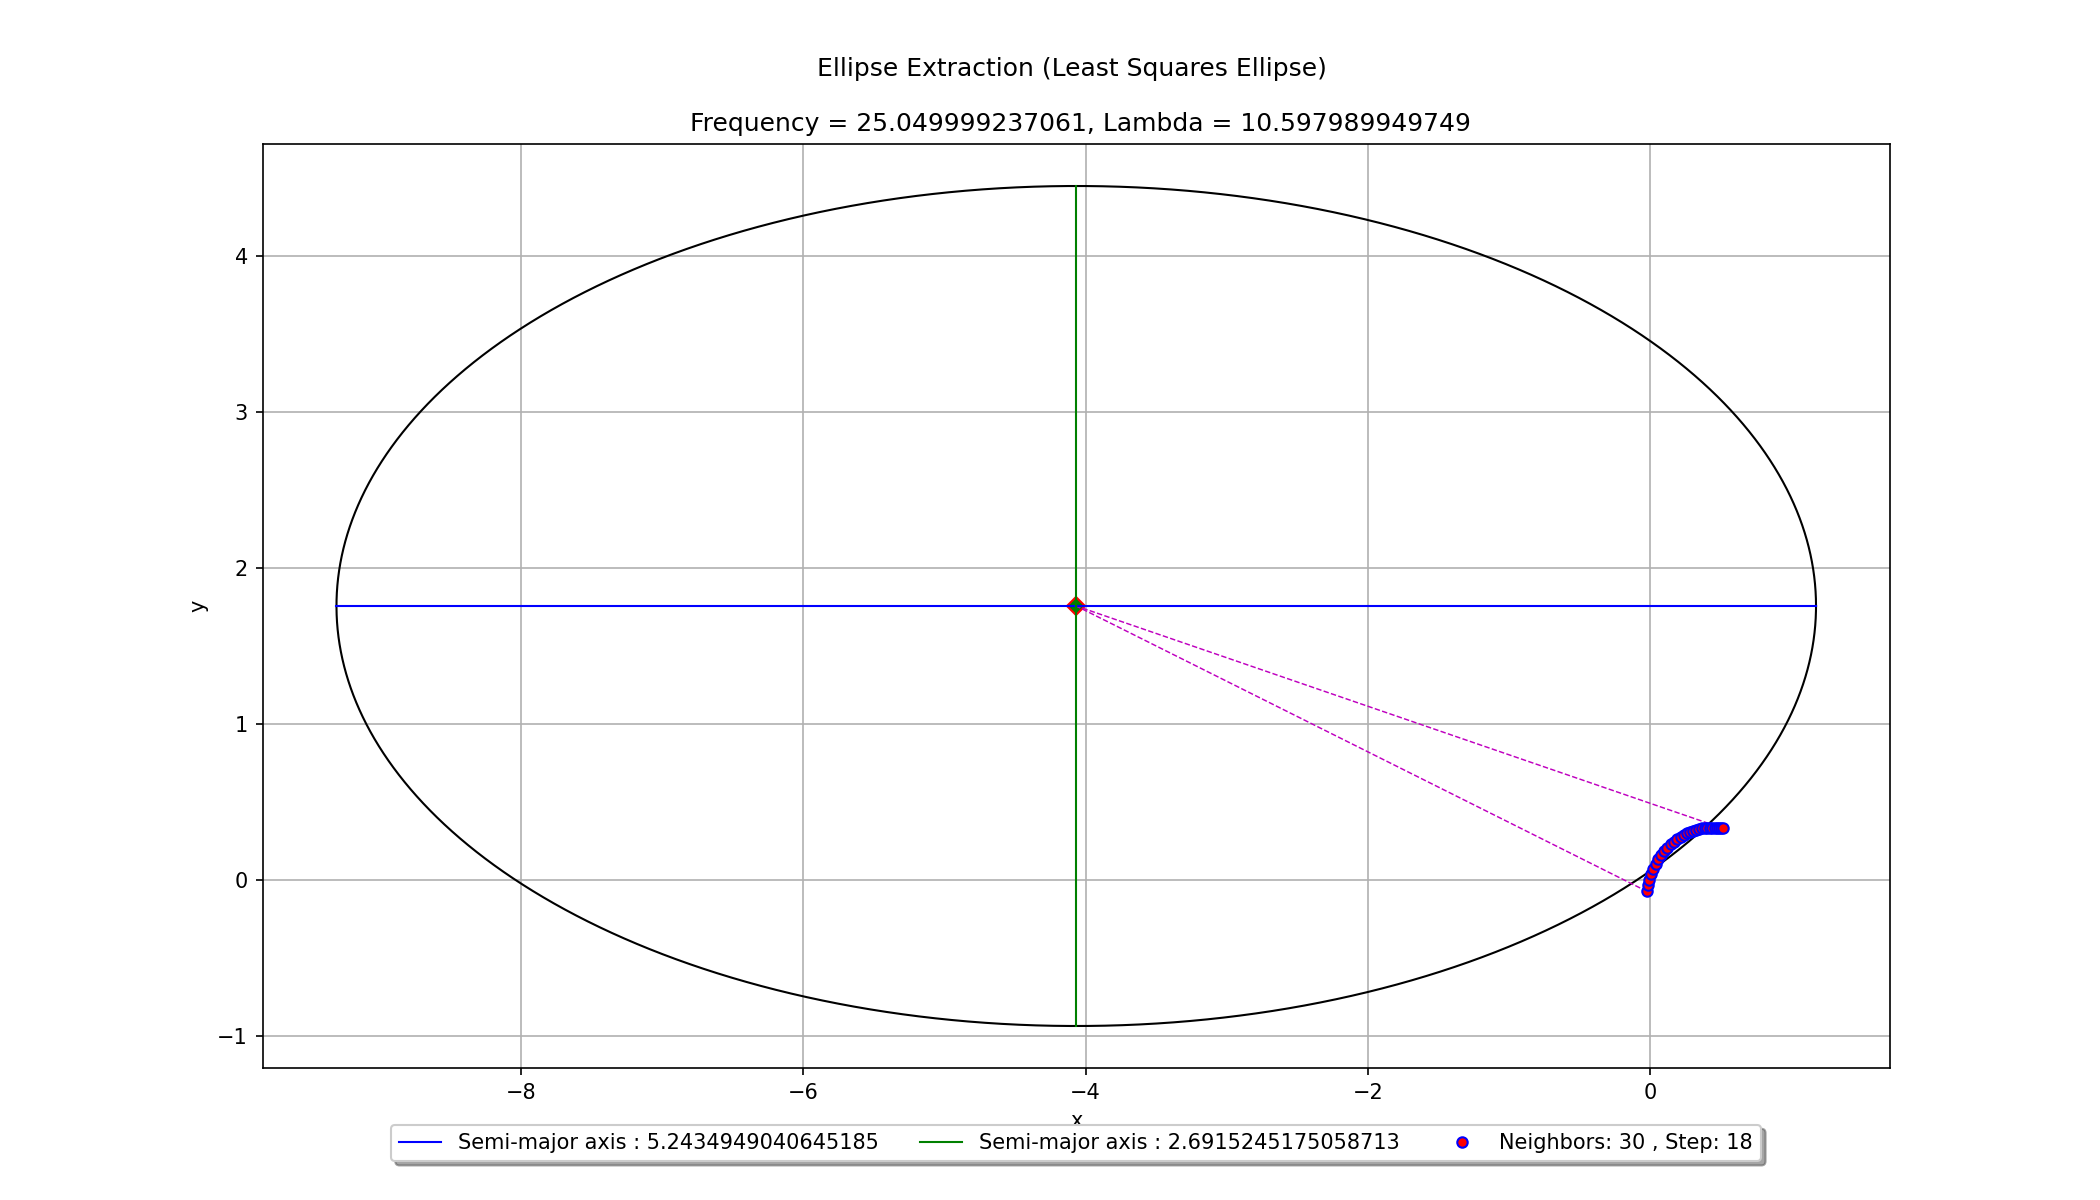 Ellipse Extraction (Least Squares Ellipse)
Frequency = 25.049999237061, Lambda = 10.597989949749
4
3
2
1
0
−1
y
−8
−6
−4
−2
0
x
Semi-major axis : 5.2434949040645185
Semi-major axis : 2.6915245175058713
Neighbors: 30 , Step: 18